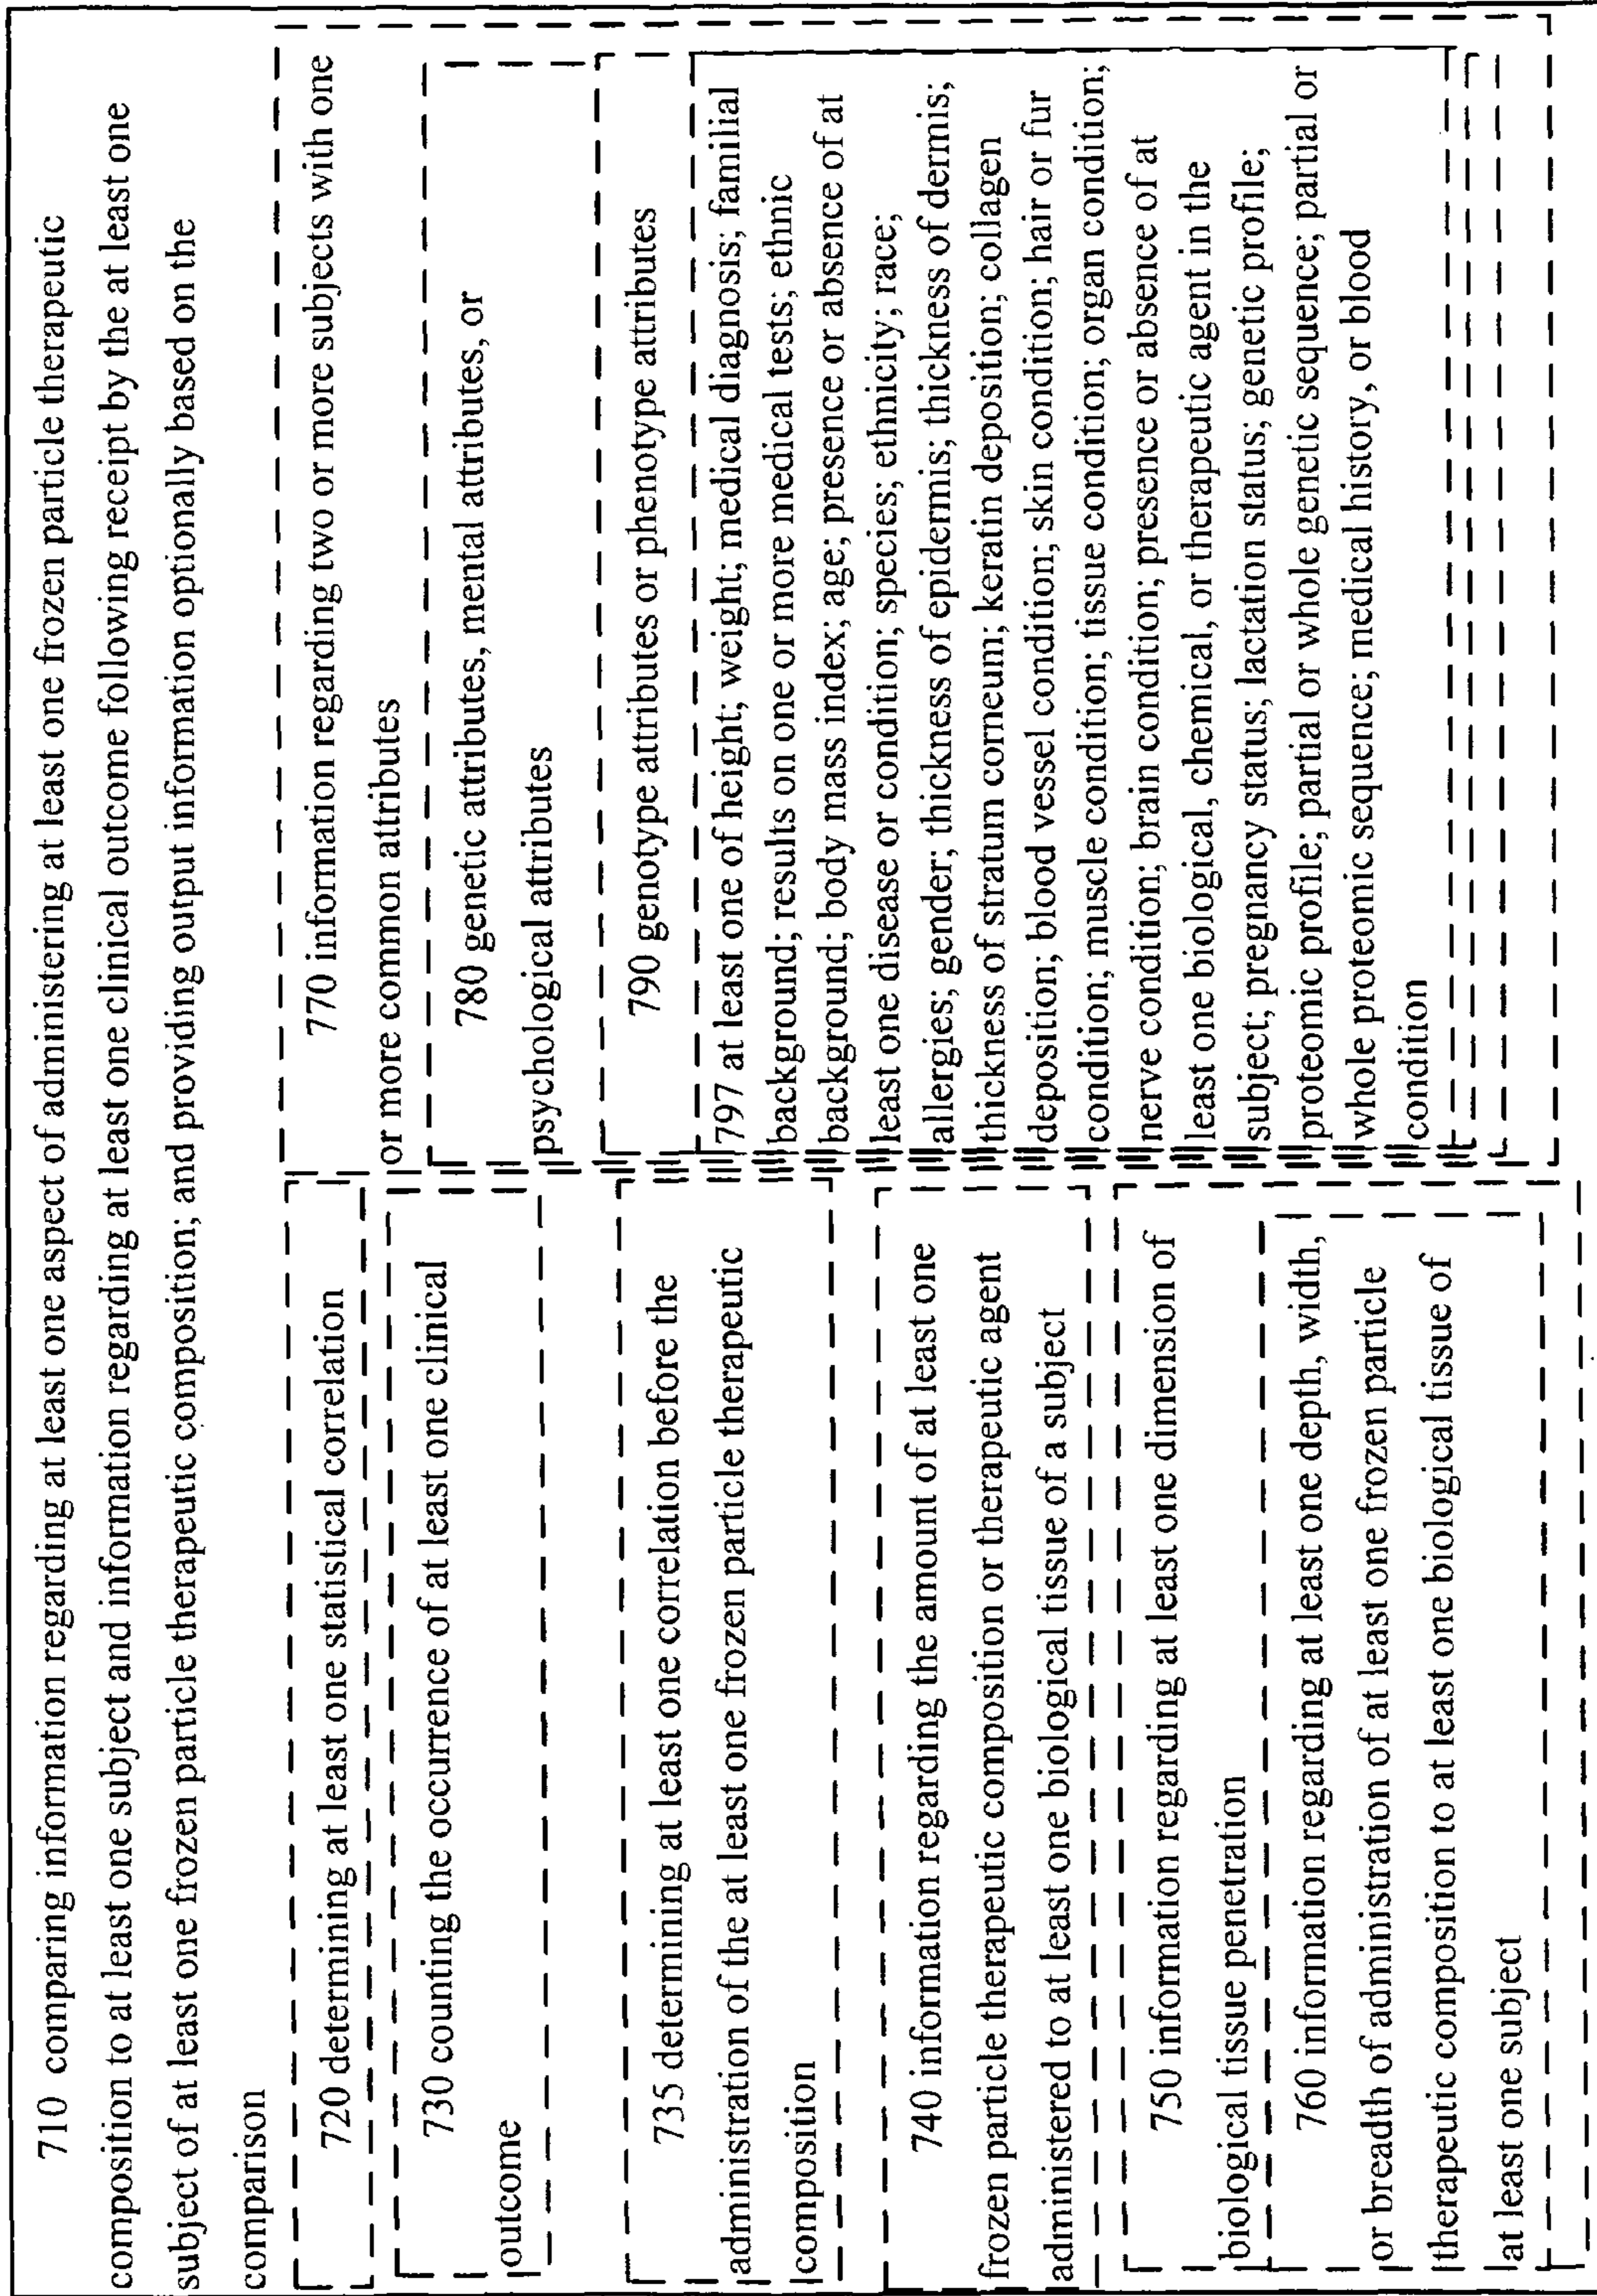 710 comparing information regarding at least one aspect of administering at least one frozen particle therapeutic
composition to at least one subject and information regarding at least one clinical outcome following receipt by the at least one
subject of at least one frozen particle therapeutic composition; and providing output information optionally based on the
comparison
720 determining at least one statistical correlation
730 counting the occurrence of at least one clinical
outcome
735 determining at least one correlation before the
administration of the at least one frozen particle therapeutic
composition
740 information regarding the amount of at least one
frozen particle therapeutic composition or therapeutic agent
administered to at least one biological tissue of a subject
750 information regarding at least one dimension of
biological tissue penetration
760 information regarding at least one depth, width,
or breadth of administration of at least one frozen particle
therapeutic composition to at least one biological tissue of
at least one subject
770 information regarding two or more subjects with one
or more common attributes
780 genetic attributes, mental attributes, or
psychological attributes
790 genotype attributes or phenotype attributes
797 at least one of height; weight; medical diagnosis; familial
background; results on one or more medical tests; ethnic
background; body mass index; age; presence or absence of at
least one disease or condition; species; ethnicity; race;
allergies; gender; thickness of epidermis; thickness of dermis;
thickness of stratum corneum; keratin deposition; collagen
deposition; blood vessel condition; skin condition; hair or fur
condition; muscle condition; tissue condition; organ condition;
nerve condition; brain condition; presence or absence of at
least one biological, chemical, or therapeutic agent in the
subject; pregnancy status; lactation status; genetic profile;
proteomic profile; partial or whole genetic sequence; partial or
whole proteomic sequence; medical history, or blood
condition